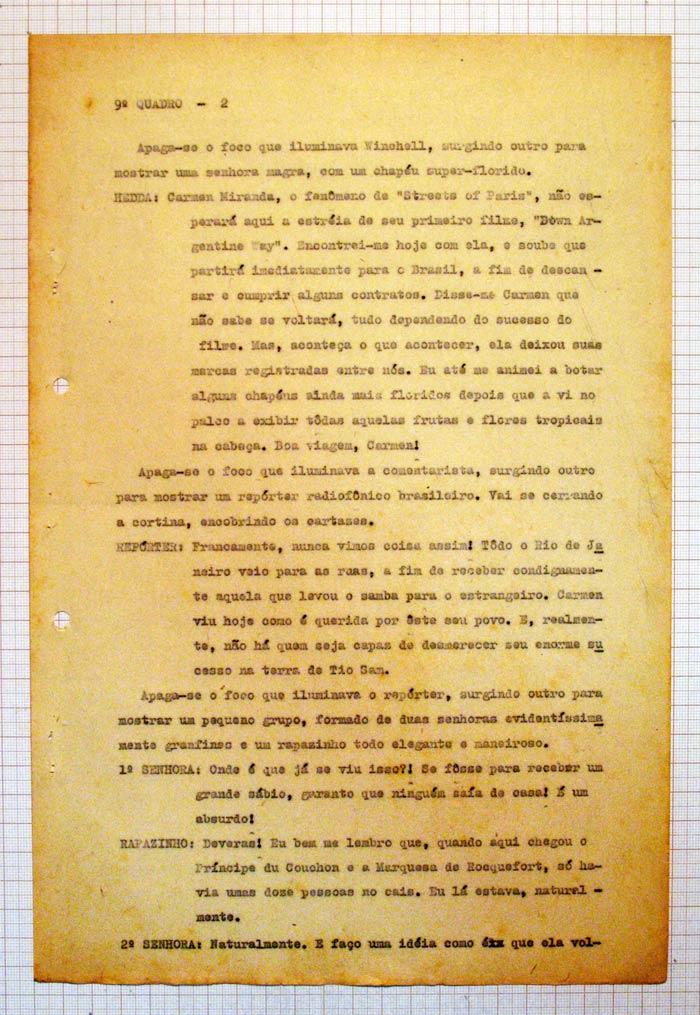 9º QUADRO - 2
Apaga-se o foco que iluminava Winchell, surgindo outro para
mostrar uma senhora magra, com um chapéu super-florido.
HEDDA: Carmen Miranda, o fenômeno de "Streets of Paris", não es-
perará aqui a estréia de seu primeiro filme, "Down Ar-
gentine Way". Encontrei-me hoje com ela, e soube que
partirá imediatamente para o Brasil, a fim de descan -
sar e cumprir alguns contratos. Disse-me Carmen que
não sabe se voltará, tudo dependendo do sucesso do
filme. Mas, aconteça o que acontecer, ela deixou suas
marcas registradas entre nós. Eu até me animei a botar
alguns chapéus ainda mais floridos depois que a vi no
palco a exibir tôdas aquelas frutas e flores tropicais
na cabeça. Boa viagem, Carmen!
Apaga-se o foco que iluminava a comentarista, surgindo outro
para mostrar um repórter radiofônico brasileiro. Vai se cerrando
a cortina, encobrindo os cartazes.
REPÓRTER: Francamente, nunca vimos coisa assim! Tôdo o Rio de Ja
neiro veio para as ruas, a fim de receber condignamen-
te aquela que levou o samba para o estrangeiro. Carmen
viu hoje como é querida por êste seu povo. E, realmen-
te, não há quem seja capaz de desmerecer seu enorme su
cesso na terra de Tio Sam.
Apaga-se o foco que iluminava o repórter, surgindo outro para
mostrar um pequeno grupo, formado de duas senhoras evidentíssima
mente granfinas e um rapazinho todo elegante e maneiroso.
1º SENHORA: Onde é que já se viu isso?! Se fôsse para receber um
grande sábio, garanto que ninguém saía de casa! É um
absurdo!
RAPAZINHO: Deveras! Eu bem me lembro que, quando aqui chegou o
Príncipe du Couchon e a Marquesa de Rocquefort, só ha-
via umas doze pessoas no cais. Eu lá estava, natural -
mente.
2º SENHORA: Naturalmente. E faço uma idéia como é que ela vol-